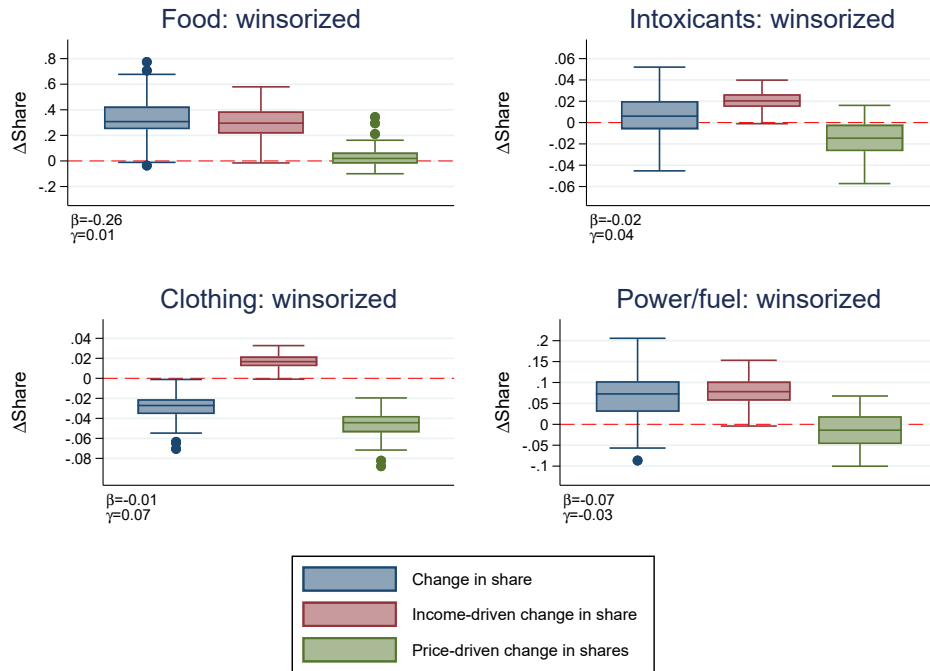 Food: winsorized
ΔShare
.8
.6
.4
.2
0
-.2
β=-0.26
γ=0.01
Intoxicants: winsorized
ΔShare
.06
.04
.02
0
-.02
-.04
-.06
β=-0.02
γ=0.04
Clothing: winsorized
ΔShare
.04
.02
0
-.02
-.04
-.06
-.08
β=-0.01
γ=0.07
Power/fuel: winsorized
ΔShare
.2
.15
.1
.05
0
-.05
-.1
β=-0.07
γ=-0.03
Change in share
Income-driven change in share
Price-driven change in shares